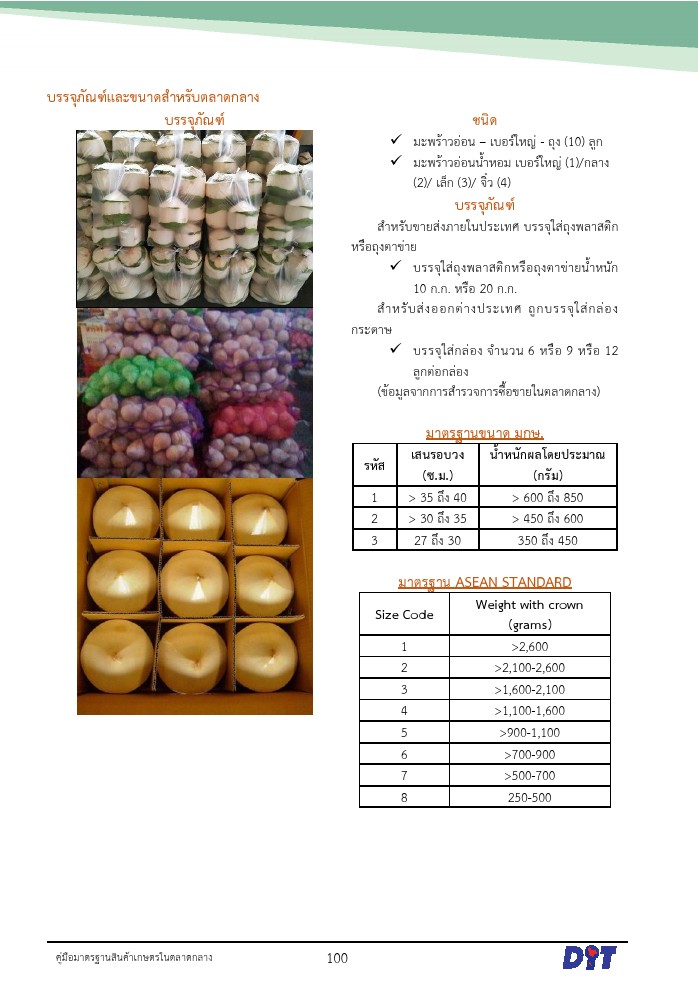 บรรจุภัณฑ์และขนาดสำหรับตลาดกลาง
บรรจุภัณฑ์
ชนิด
✓ มะพร้าวอ่อน – เบอร์ใหญ่ - ถุง (10) ลูก
✓ มะพร้าวอ่อนน้ำหอม เบอร์ใหญ่ (1)/กลาง
(2)/ เล็ก (3)/ จิ๋ว (4)
บรรจุภัณฑ์
สำหรับขายส่งภายในประเทศ บรรจุใส่ถุงพลาสติก
หรือถุงตาข่าย
✓ บรรจุใส่ถุงพลาสติกหรือถุงตาข่ายน้ำหนัก
10 ก.ก. หรือ 20 ก.ก.
สำหรับส่งออกต่างประเทศ ถูกบรรจุใส่กล่อง
กระดาษ
✓ บรรจุใส่กล่อง จำนวน 6 หรือ 9 หรือ 12
ลูกต่อกล่อง
(ข้อมูลจากการสำรวจการซื้อขายในตลาดกลาง)
มาตรฐานขนาด มกษ.
รหัส เส้นรอบวง น้ำหนักผลโดยประมาณ
(ซ.ม.) (กรัม)
1 > 35 ถึง 40 > 600 ถึง 850
2 > 30 ถึง 35 > 450 ถึง 600
3 27 ถึง 30 350 ถึง 450
มาตรฐาน ASEAN STANDARD
Size Code Weight with crown
(grams)
1 >2,600
2 >2,100-2,600
3 >1,600-2,100
4 >1,100-1,600
5 >900-1,100
6 >700-900
7 >500-700
8 250-500
คู่มือมาตรฐานสินค้าเกษตรในตลาดกลาง 100 DIT